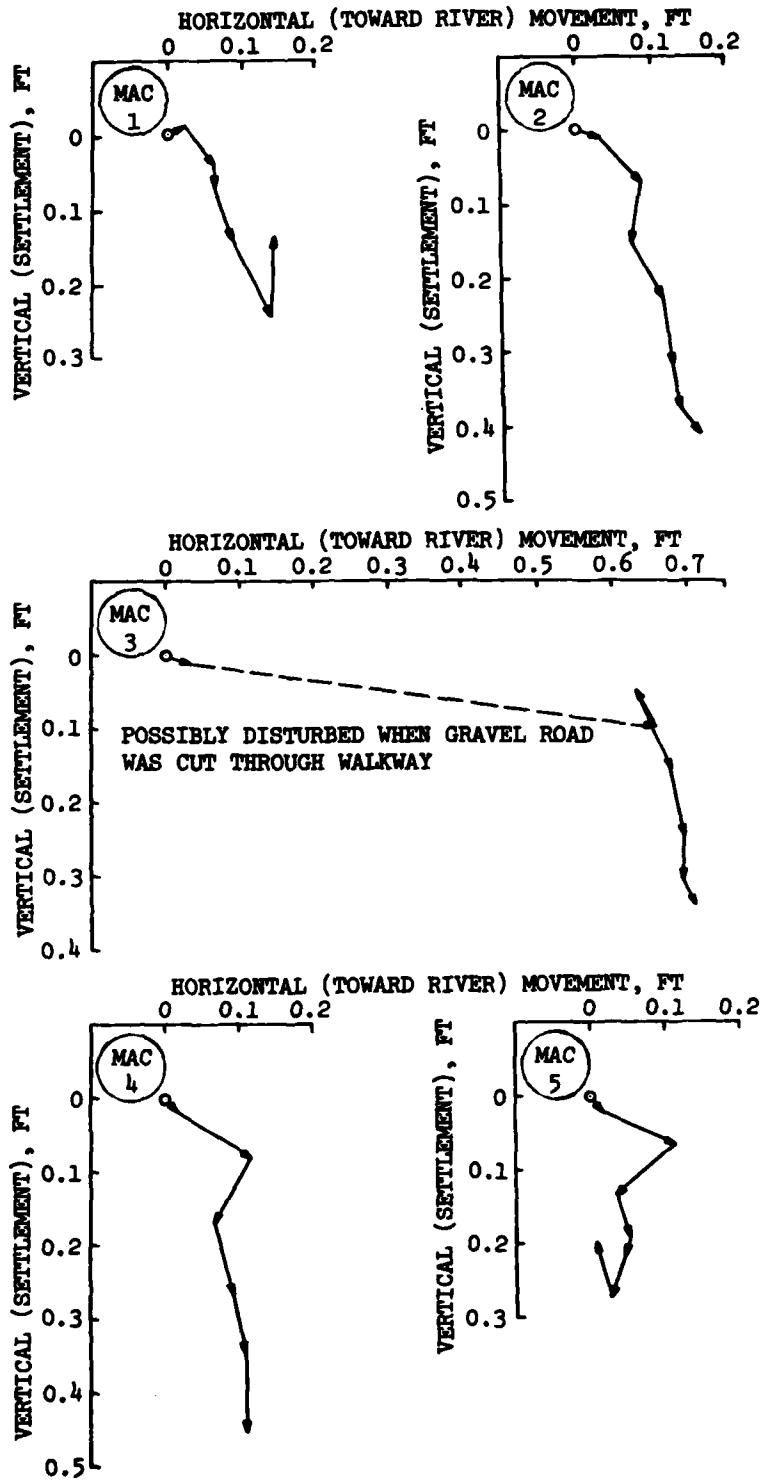 HORIZONTAL (TOWARD RIVER) MOVEMENT, FT
0 0.1 0.2
VERTICAL (SETTLEMENT), FT
MAC
1
0
0.1
0.2
0.3
0 0.1 0.2
VERTICAL (SETTLEMENT), FT
MAC
2
0
0.1
0.2
0.3
0.4
0.5
HORIZONTAL (TOWARD RIVER) MOVEMENT, FT
0 0.1 0.2 0.3 0.4 0.5 0.6 0.7
VERTICAL (SETTLEMENT), FT
MAC
3
0
0.1
0.2
0.3
0.4
POSSIBLY DISTURBED WHEN GRAVEL ROAD
WAS CUT THROUGH WALKWAY
HORIZONTAL (TOWARD RIVER) MOVEMENT, FT
0 0.1 0.2
VERTICAL (SETTLEMENT), FT
MAC
4
0
0.1
0.2
0.3
0.4
0.5
0 0.1 0.2
VERTICAL (SETTLEMENT), FT
MAC
5
0
0.1
0.2
0.3